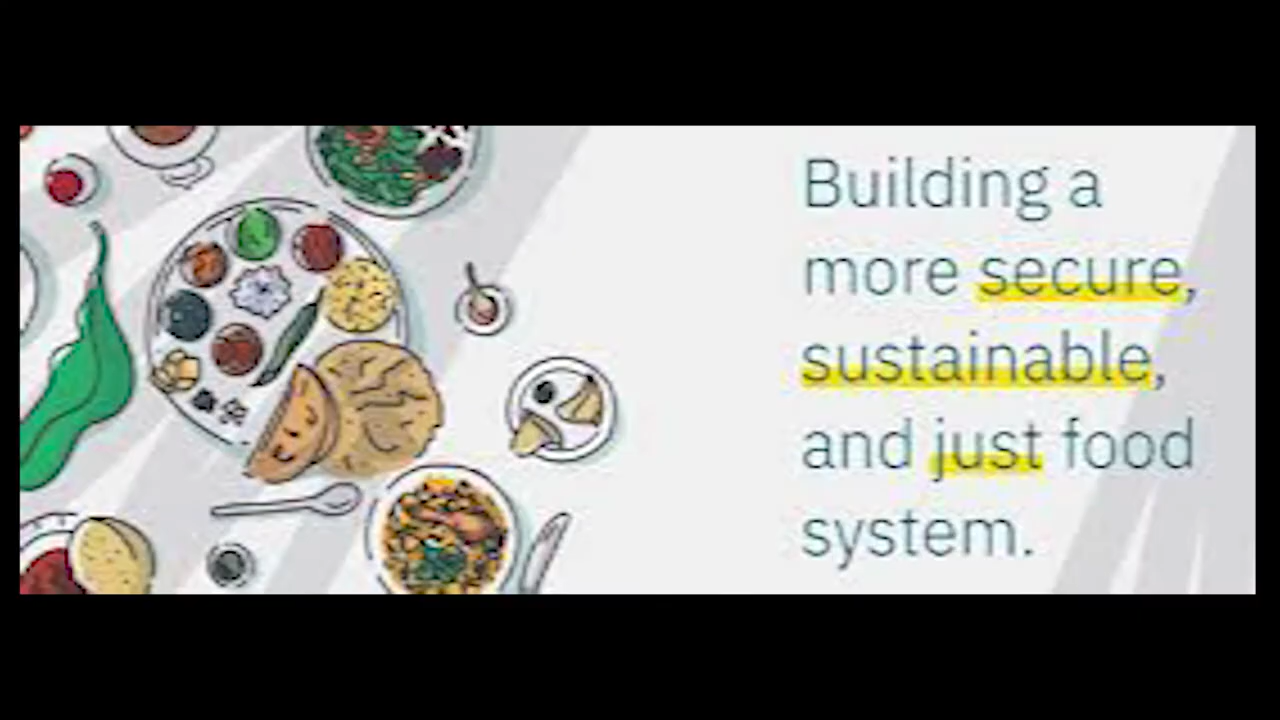 Building a
more secure,
sustainable,
and just food
system.